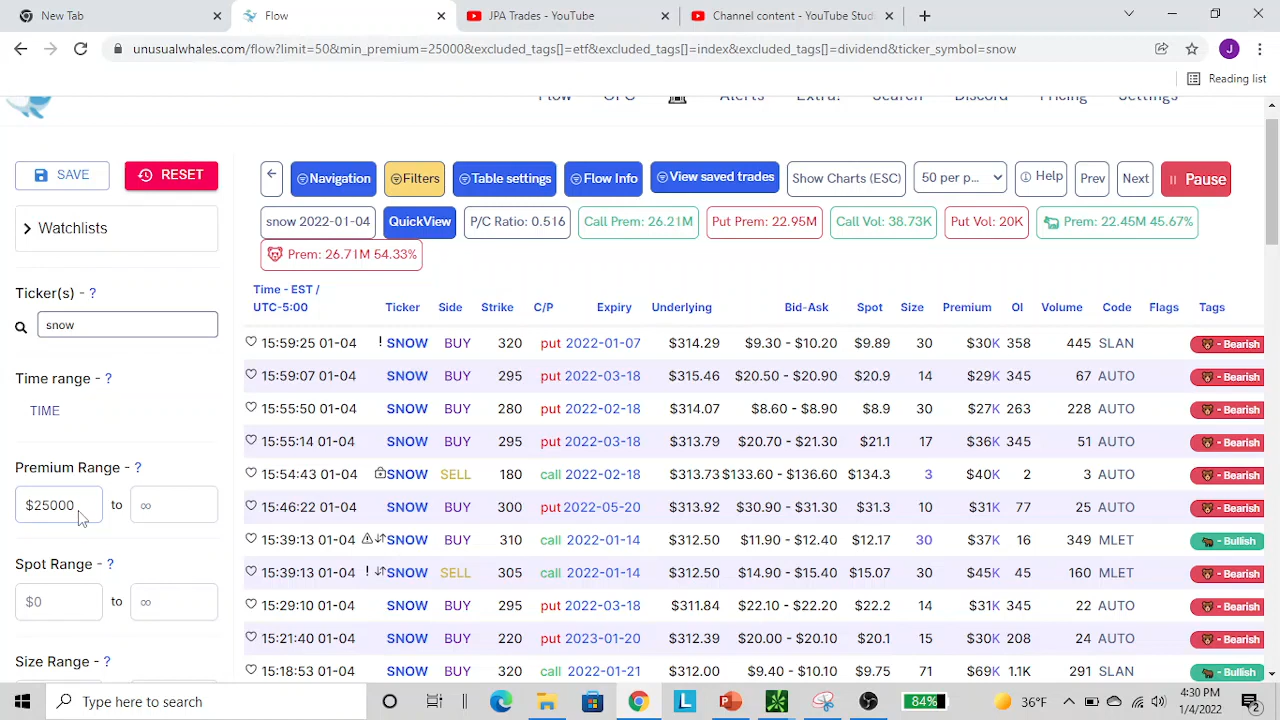 New Tab
Flow
JPA Trades - YouTube
Channel content - YouTube Stud
unusualwhales.com/flow?limit=50&min_premium=25000&excluded_tags[]=etf&excluded_tags[]=index&excluded_tags[]=dividend&ticker_symbol=snow
J
Reading list
Flow Alerts Extra! Search Discord Pricing Settings
SAVE RESET
Navigation Filters Table settings Flow Info View saved trades Show Charts (ESC) 50 per p... Help Prev Next Pause
snow 2022-01-04 QuickView P/C Ratio: 0.516 Call Prem: 26.21M Put Prem: 22.95M Call Vol: 38.73K Put Vol: 20K Prem: 22.45M 45.67%
Prem: 26.71M 54.33%
Watchlists
Ticker(s) - ?
snow
Time range - ?
TIME
Premium Range - ?
$25000 to ∞
Spot Range - ?
$0 to ∞
Size Range - ?
Time - EST /
UTC-5:00 Ticker Side Strike C/P Expiry Underlying Bid-Ask Spot Size Premium OI Volume Code Flags Tags
15:59:25 01-04 ! SNOW BUY 320 put 2022-01-07 $314.29 $9.30 - $10.20 $9.89 30 $30K 358 445 SLAN - Bearish
15:59:07 01-04 SNOW BUY 295 put 2022-03-18 $315.46 $20.50 - $20.90 $20.9 14 $29K 345 67 AUTO - Bearish
15:55:50 01-04 SNOW BUY 280 put 2022-02-18 $314.07 $8.60 - $8.90 $8.9 30 $27K 263 228 AUTO - Bearish
15:55:14 01-04 SNOW BUY 295 put 2022-03-18 $313.79 $20.70 - $21.30 $21.1 17 $36K 345 51 AUTO - Bearish
15:54:43 01-04 SNOW SELL 180 call 2022-02-18 $313.73 $133.60 - $136.60 $134.3 3 $40K 2 3 AUTO - Bearish
15:46:22 01-04 SNOW BUY 300 put 2022-05-20 $313.92 $30.90 - $31.30 $31.3 10 $31K 77 25 AUTO - Bearish
15:39:13 01-04 SNOW BUY 310 call 2022-01-14 $312.50 $11.90 - $12.40 $12.17 30 $37K 16 349 MLET - Bullish
15:39:13 01-04 ! SNOW SELL 305 call 2022-01-14 $312.50 $14.90 - $15.40 $15.07 30 $45K 45 160 MLET - Bearish
15:29:10 01-04 SNOW BUY 295 put 2022-03-18 $311.84 $22.10 - $22.20 $22.2 14 $31K 345 22 AUTO - Bearish
15:21:40 01-04 SNOW BUY 220 put 2023-01-20 $312.39 $20.00 - $20.10 $20.1 15 $30K 208 24 AUTO - Bearish
15:18:53 01-04 SNOW BUY 320 call 2022-01-21 $312.00 $9.40 - $10.10 $9.75 71 $69K 1.1K 291 SLAN - Bullish
Type here to search
84%
36°F
4:30 PM
1/4/2022
2